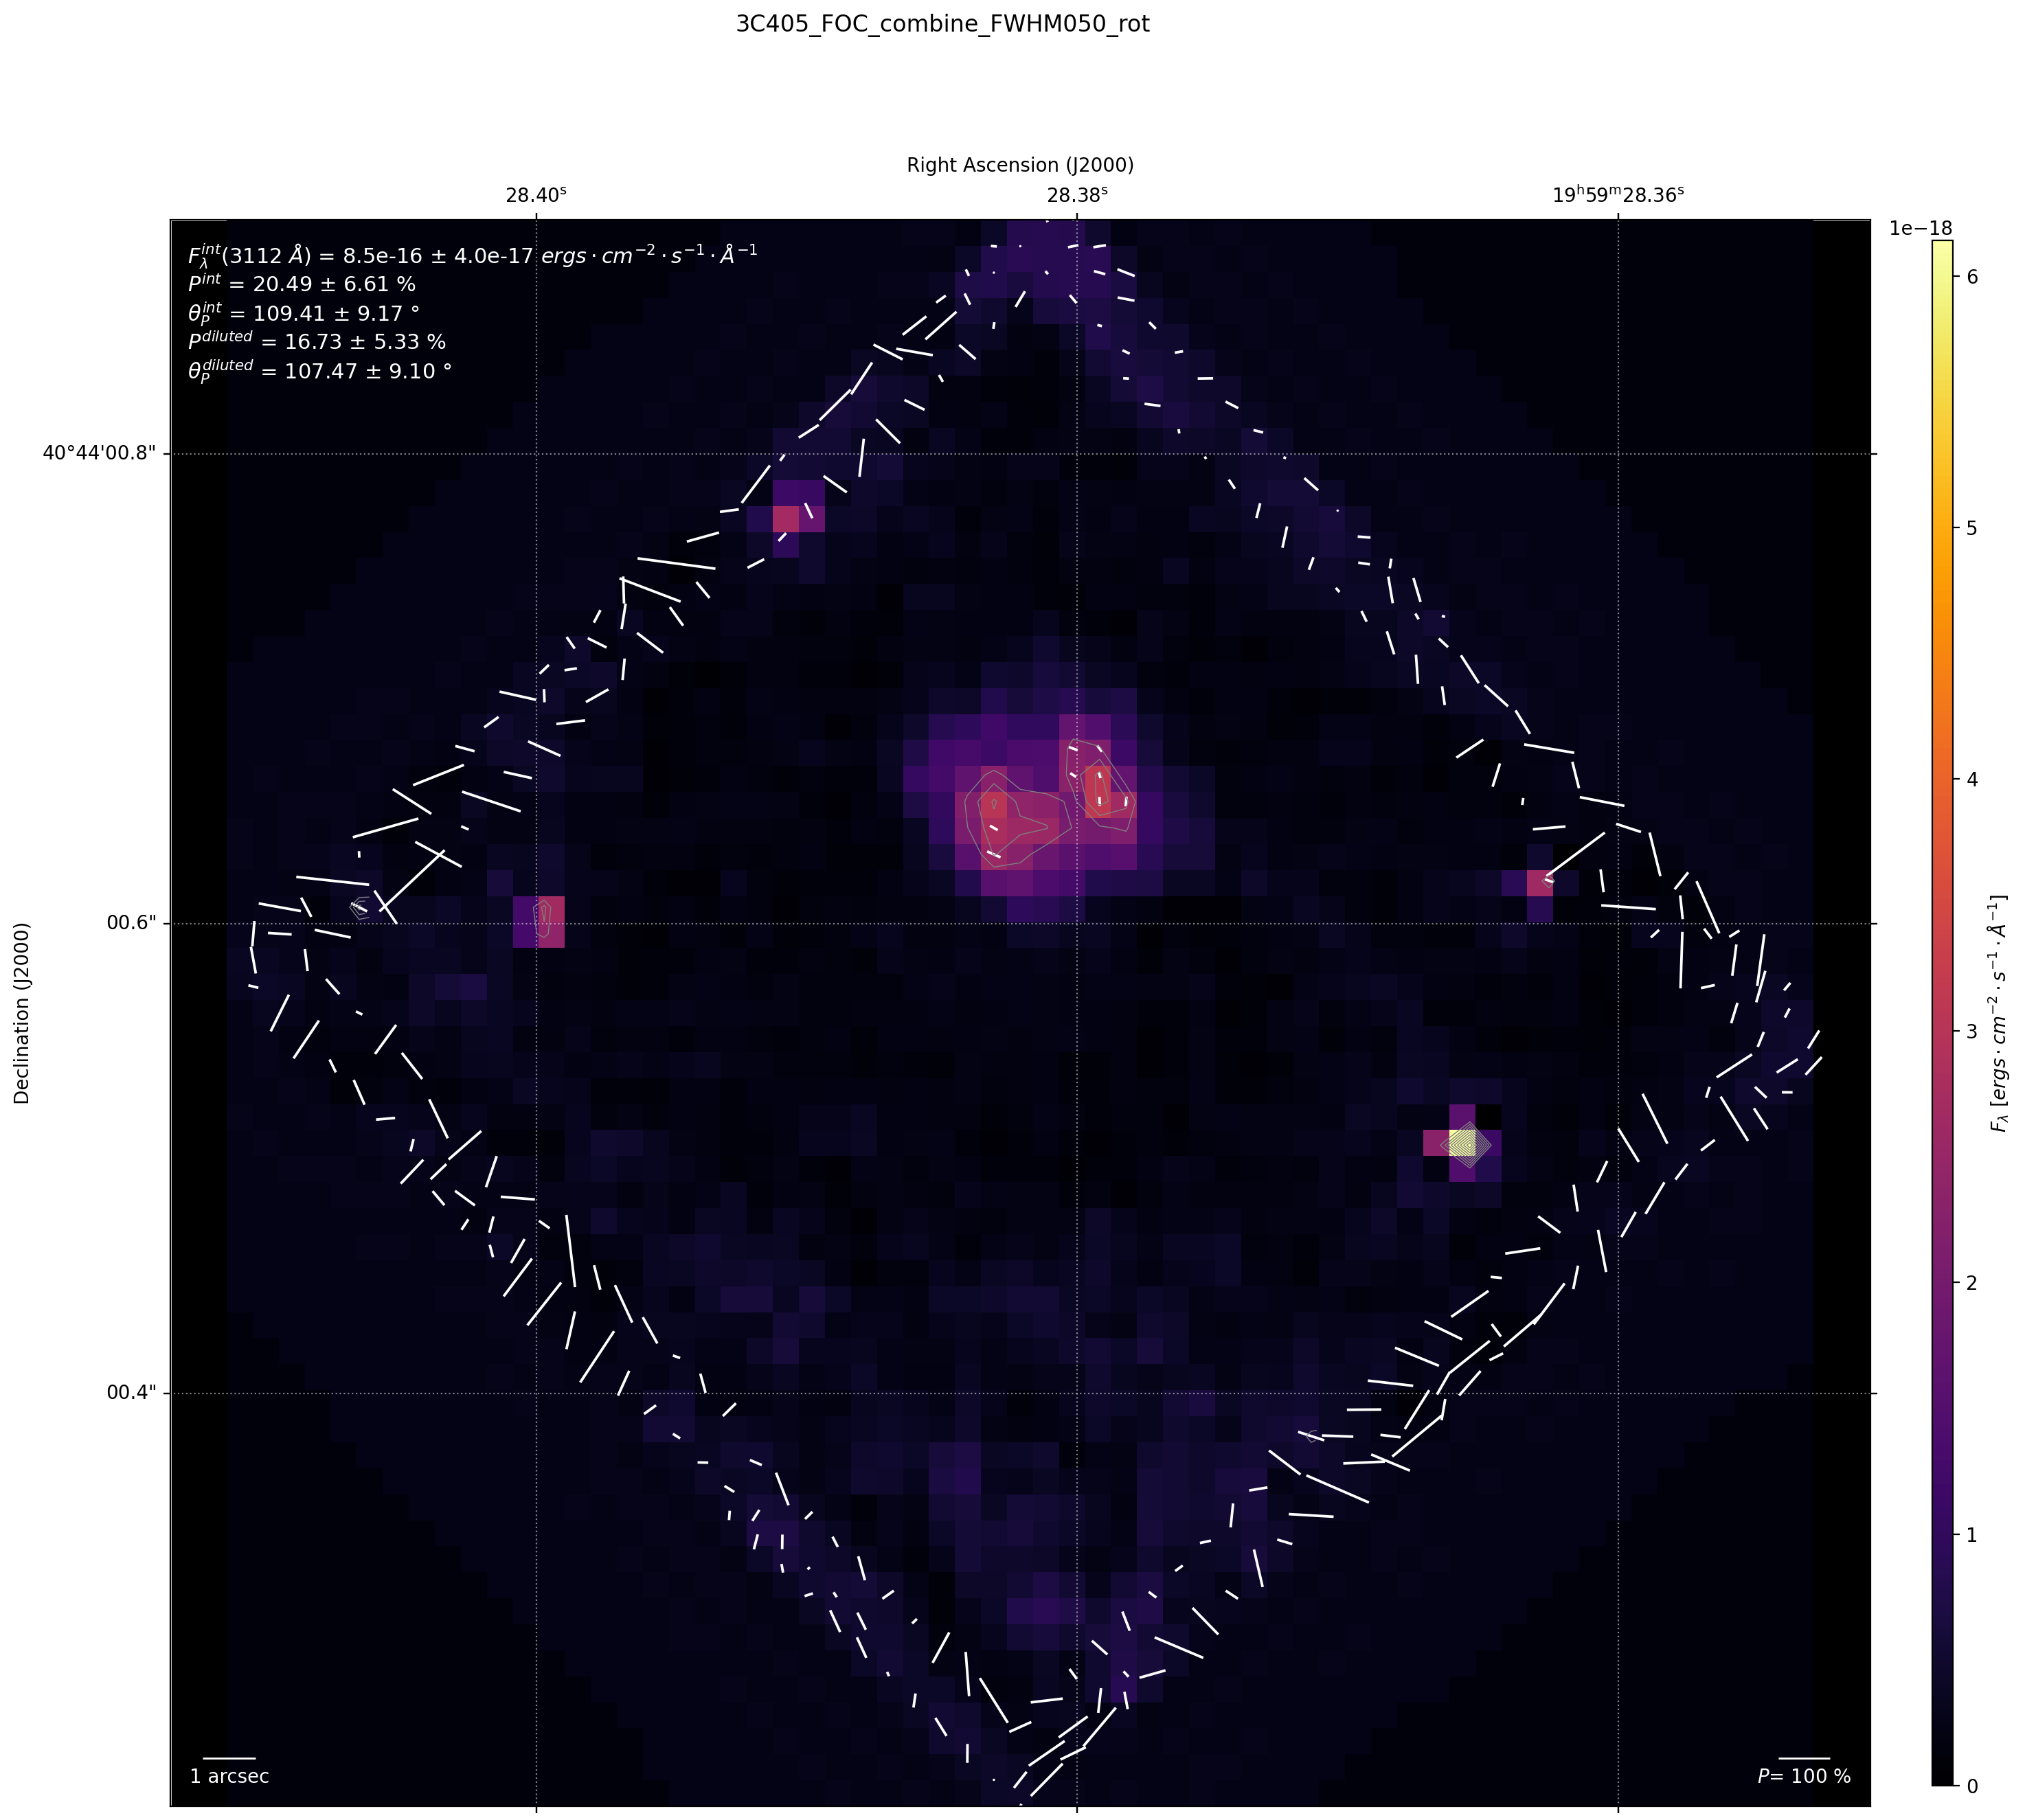 3C405_FOC_combine_FWHM050_rot
Right Ascension (J2000)
28.40ˢ 28.38ˢ 19ʰ59ᵐ28.36ˢ
1e−18
F_λ^int(3112 Å) = 8.5e-16 ± 4.0e-17 ergs · cm⁻² · s⁻¹ · Å⁻¹
P^int = 20.49 ± 6.61 %
θ_P^int = 109.41 ± 9.17 °
P^diluted = 16.73 ± 5.33 %
θ_P^diluted = 107.47 ± 9.10 °
40°44'00.8"
00.6"
00.4"
Declination (J2000)
1 arcsec
P= 100 %
6
5
4
3
2
1
0
F_λ [ergs · cm⁻² · s⁻¹ · Å⁻¹]